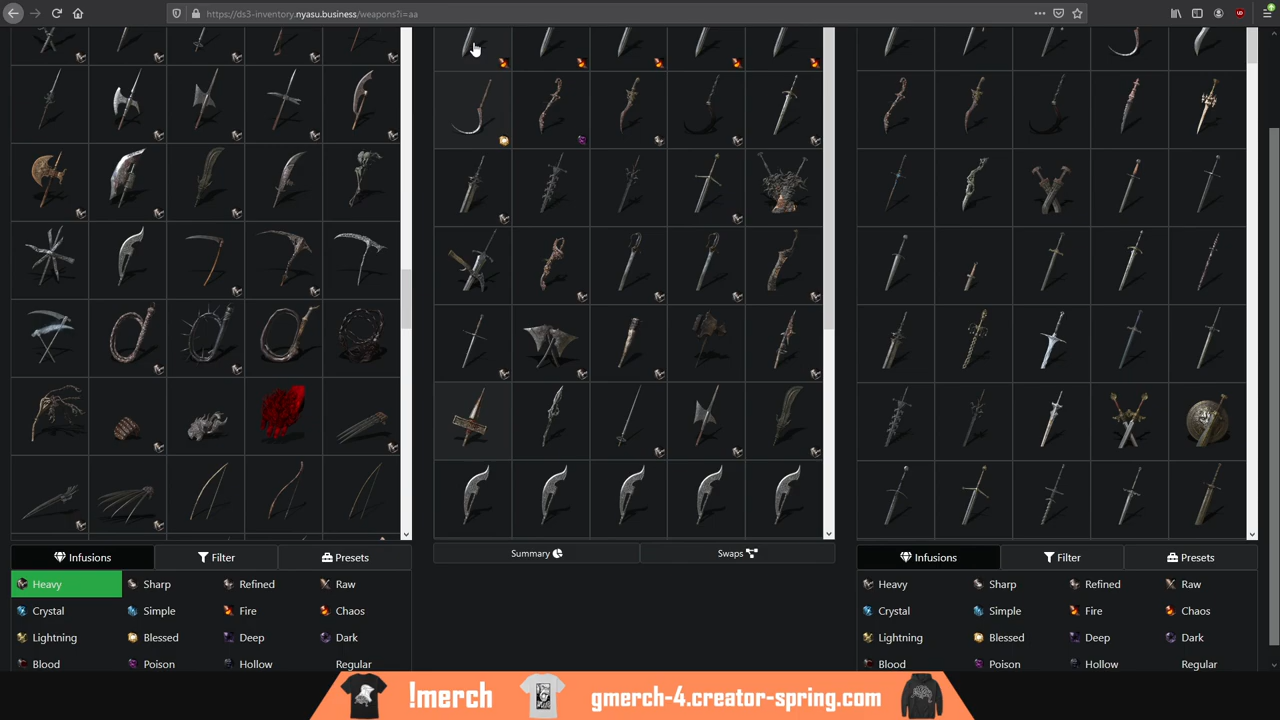 https://ds3-inventory.nyasu.business/weapons?i=aa
Infusions Filter Presets
Heavy Sharp Refined Raw
Crystal Simple Fire Chaos
Lightning Blessed Deep Dark
Blood Poison Hollow Regular
Summary Swaps
Infusions Filter Presets
Heavy Sharp Refined Raw
Crystal Simple Fire Chaos
Lightning Blessed Deep Dark
Blood Poison Hollow Regular
!merch gmerch-4.creator-spring.com